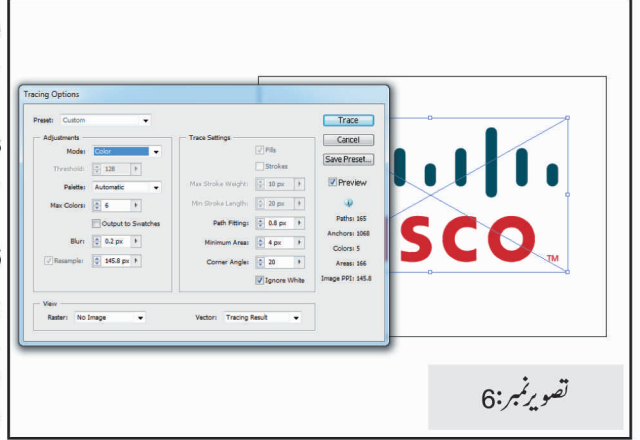 Tracing Options
Preset: Custom
Trace
Cancel
Save Preset...
Preview
Adjustments
Mode: Color
Threshold: 128
Palette: Automatic
Max Colors: 6
Output to Swatches
Blur: 0.2 px
Resample: 145.8 px
Trace Settings
Fills
Strokes
Max Stroke Weight: 10 px
Min Stroke Length: 20 px
Path Fitting: 0.8 px
Minimum Area: 4 px
Corner Angle: 20
Ignore White
Paths: 165
Anchors: 1068
Colors: 5
Areas: 166
Image PPI: 145.8
View
Raster: No Image
Vector: Tracing Result
SCO
TM
تصویر نمبر:6